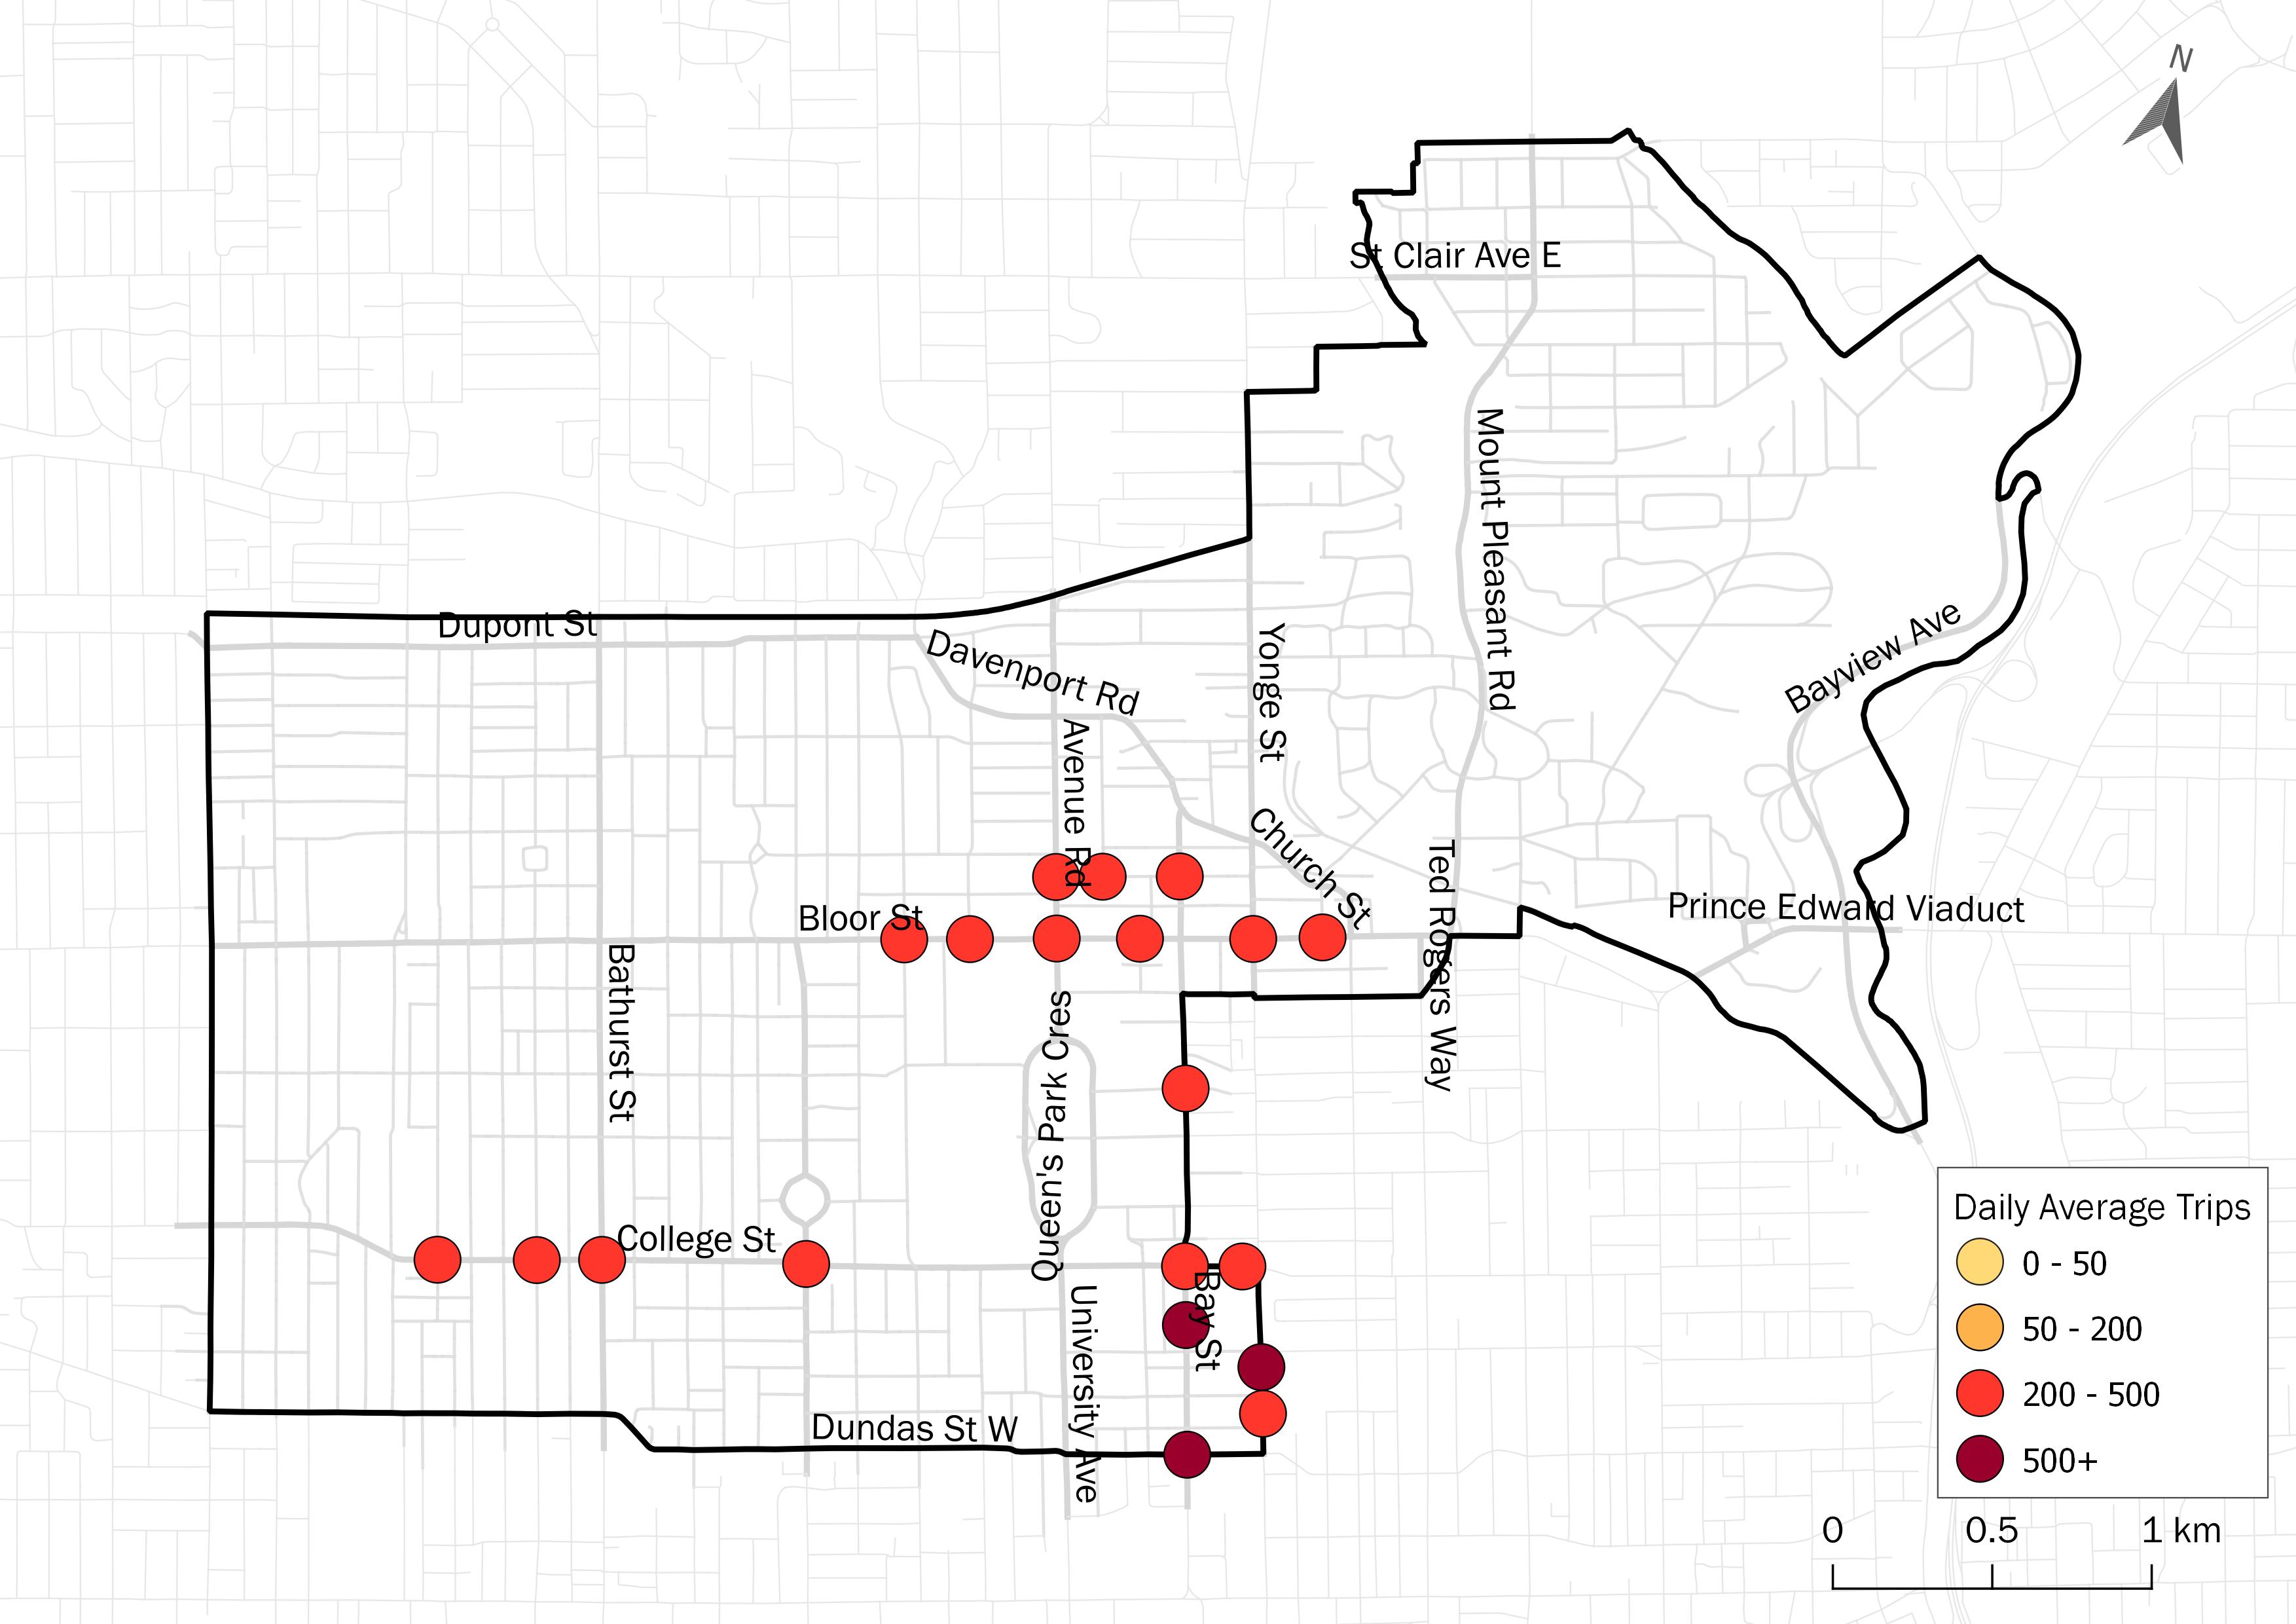 N
St Clair Ave E
Mount Pleasant Rd
Dupont St
Davenport Rd
Yonge St
Bayview Ave
Avenue Rd
Church St
Ted Rogers Way
Prince Edward Viaduct
Bloor St
Bathurst St
Queen's Park Cres
College St
Bay St
University Ave
Dundas St W
Daily Average Trips
0 - 50
50 - 200
200 - 500
500+
0 0.5 1 km